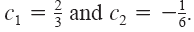 c₁ = 2/3 and c₂ = −1/6.